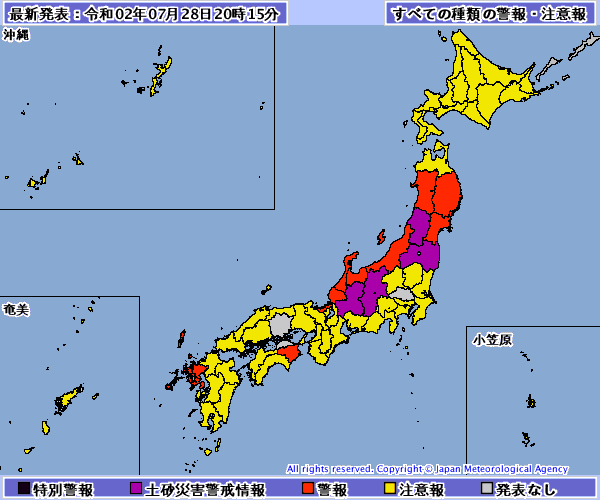 最新発表：令和02年07月28日20時15分
すべての種類の警報・注意報
沖縄
奄美
小笠原
All rights reserved. Copyright © Japan Meteorological Agency
特別警報 土砂災害警戒情報 警報 注意報 発表なし